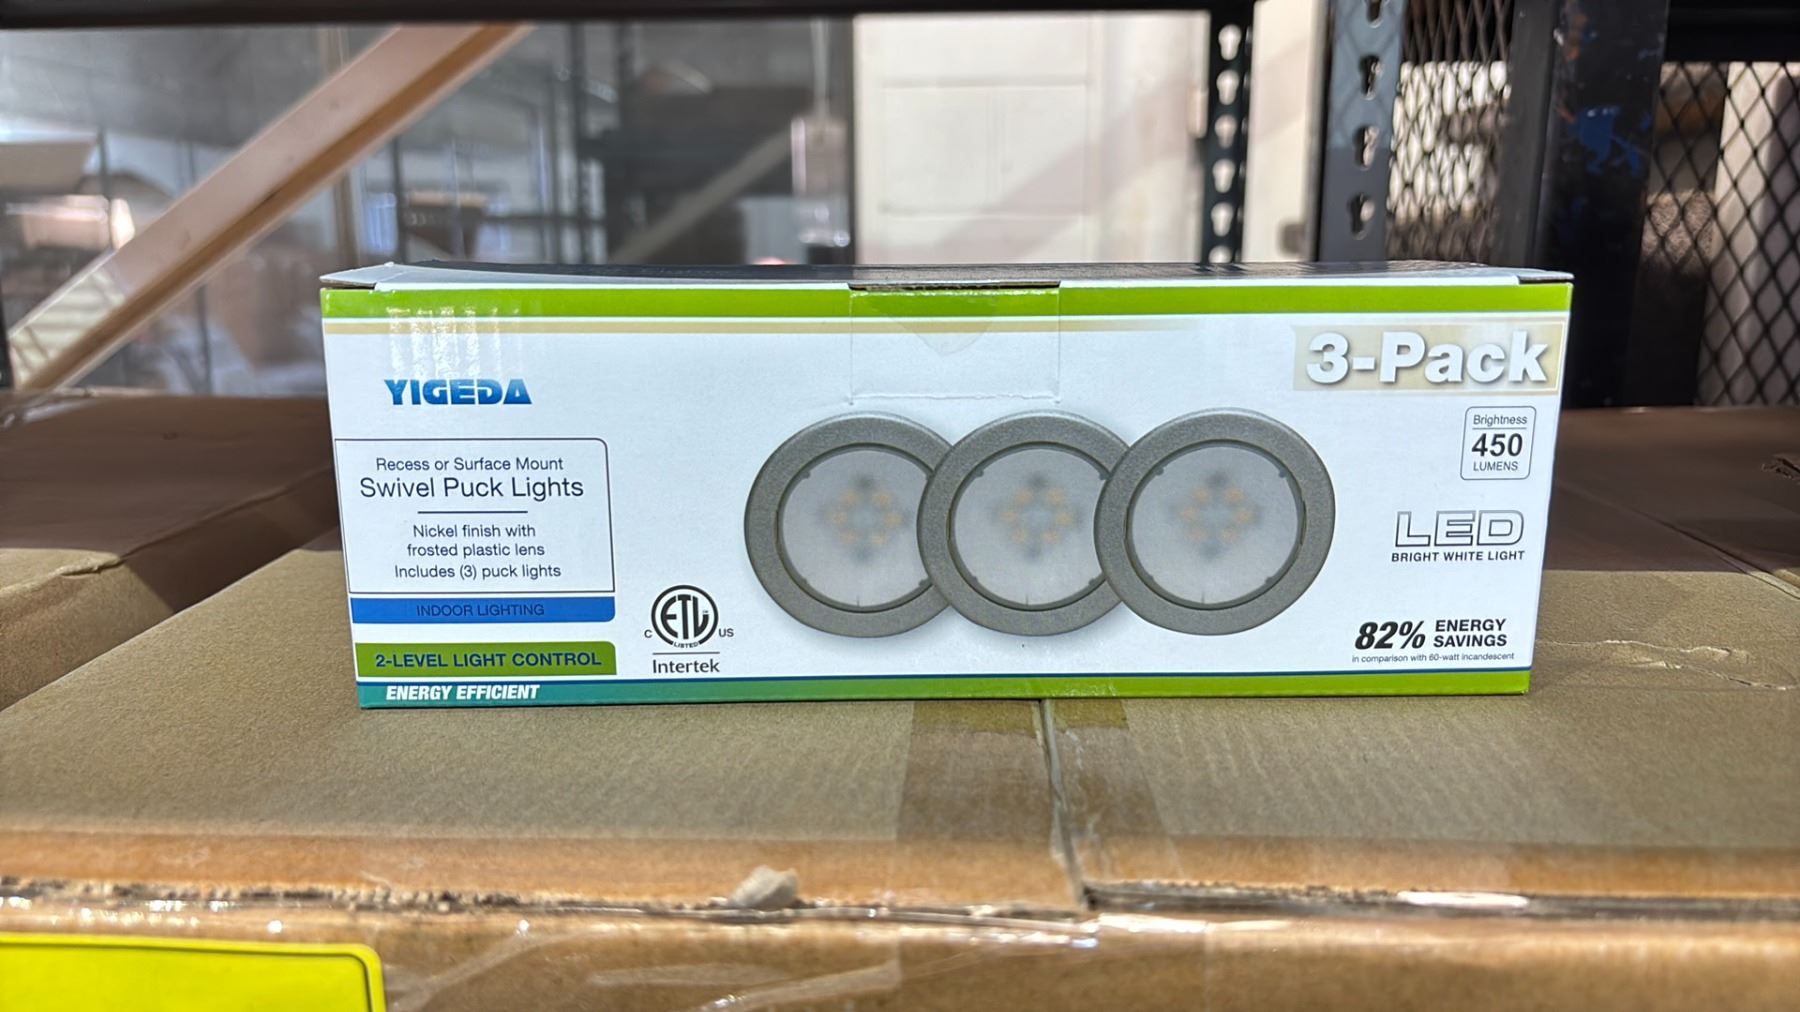 3-Pack
YIGEDA
Recess or Surface Mount
Swivel Puck Lights
Nickel finish with
frosted plastic lens
Includes (3) puck lights
INDOOR LIGHTING
2-LEVEL LIGHT CONTROL
ENERGY EFFICIENT
C ETL US
LISTED
Intertek
Brightness
450
LUMENS
LED
BRIGHT WHITE LIGHT
82% ENERGY
SAVINGS
in comparison with 60-watt incandescent